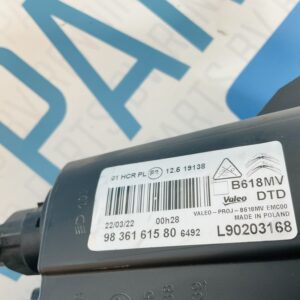 01 HCR PL E1 12.5 19138
B618MV
Valeo DTD
22/03/22 00h28
VALEO - PROJ - B618MV EMC00
MADE IN POLAND
98 361 615 80 6492
L90203168